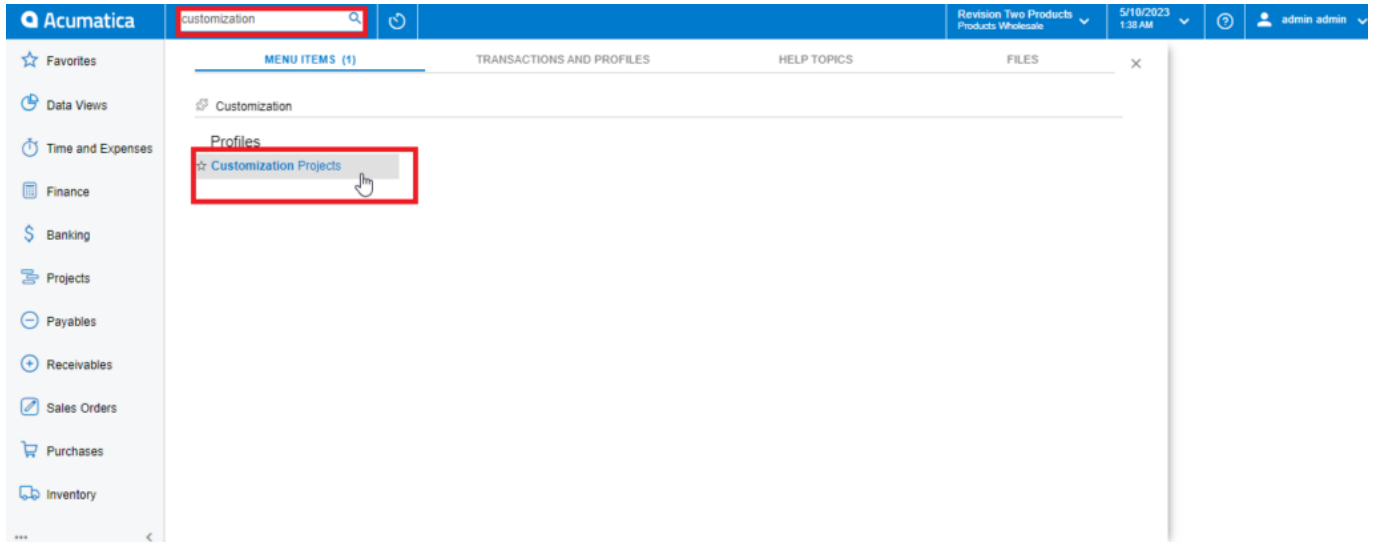 Acumatica
customization
Revision Two Products
Products Wholesale
5/10/2023
1:38 AM
admin admin
Favorites
MENU ITEMS (1)
TRANSACTIONS AND PROFILES
HELP TOPICS
FILES
Data Views
Customization
Time and Expenses
Profiles
Customization Projects
Finance
Banking
Projects
Payables
Receivables
Sales Orders
Purchases
Inventory